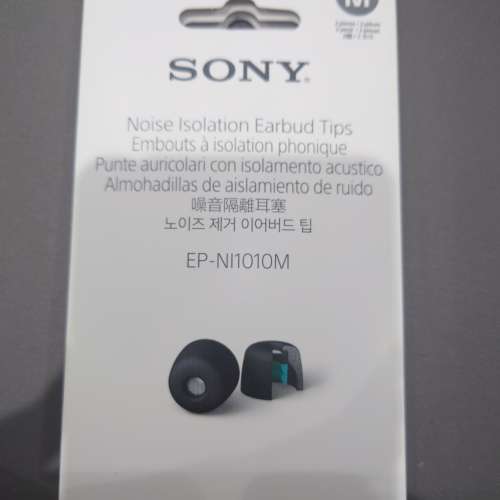 M
SONY
Noise Isolation Earbud Tips
Embouts à isolation phonique
Punte auricolari con isolamento acustico
Almohadillas de aislamiento de ruido
噪音隔離耳塞
노이즈 제거 이어버드 팁
EP-NI1010M